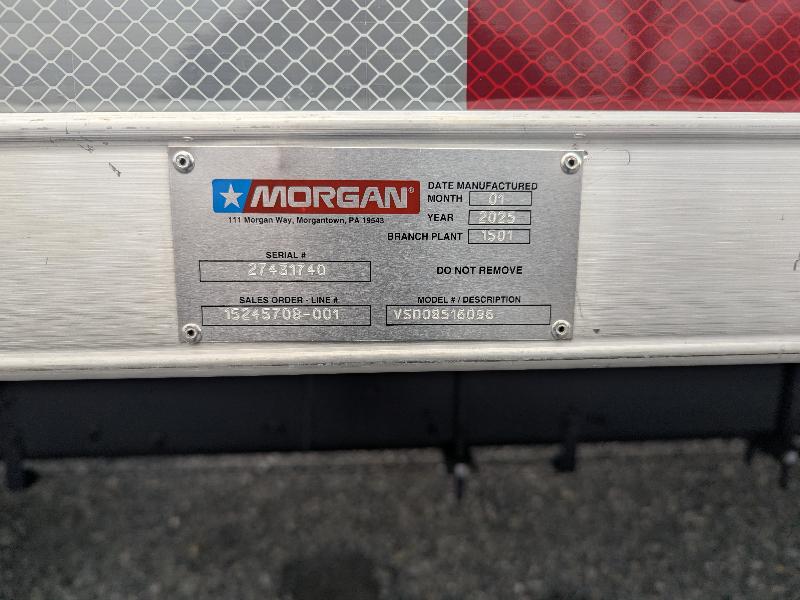 MORGAN®
111 Morgan Way, Morgantown, PA 19543
DATE MANUFACTURED
MONTH 01
YEAR 2025
BRANCH PLANT 1501
SERIAL #
27431740
DO NOT REMOVE
SALES ORDER - LINE #
15245708-001
MODEL # / DESCRIPTION
VSD08516096